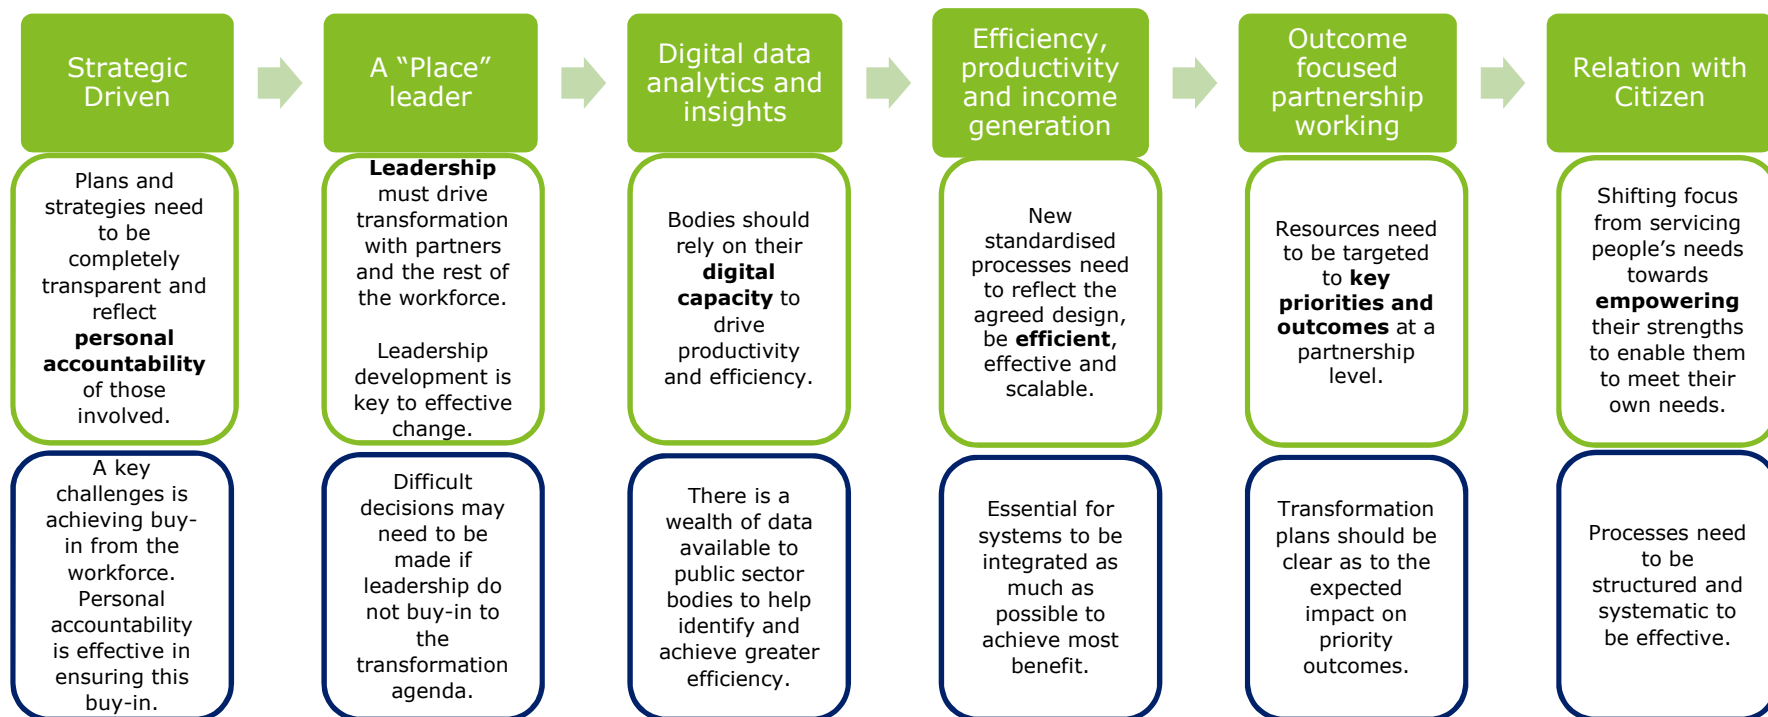 Strategic
Driven
A “Place”
leader
Digital data
analytics and
insights
Efficiency,
productivity
and income
generation
Outcome
focused
partnership
working
Relation with
Citizen
Plans and
strategies need
to be
completely
transparent and
reflect
personal
accountability
of those
involved.
Leadership
must drive
transformation
with partners
and the rest of
the workforce.
Leadership
development is
key to effective
change.
Bodies should
rely on their
digital
capacity to
drive
productivity
and efficiency.
New
standardised
processes need
to reflect the
agreed design,
be efficient,
effective and
scalable.
Resources need
to be targeted
to key
priorities and
outcomes at a
partnership
level.
Shifting focus
from servicing
people’s needs
towards
empowering
their strengths
to enable them
to meet their
own needs.
A key
challenges is
achieving buy-
in from the
workforce.
Personal
accountability
is effective in
ensuring this
buy-in.
Difficult
decisions may
need to be
made if
leadership do
not buy-in to
the
transformation
agenda.
There is a
wealth of data
available to
public sector
bodies to help
identify and
achieve greater
efficiency.
Essential for
systems to be
integrated as
much as
possible to
achieve most
benefit.
Transformation
plans should be
clear as to the
expected
impact on
priority
outcomes.
Processes need
to be
structured and
systematic to
be effective.